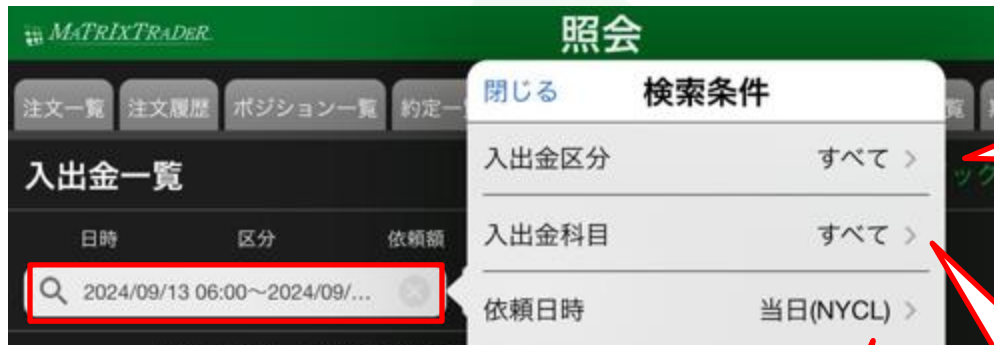 MATRIXTRADER
照会
注文一覧 注文履歴 ポジション一覧 約定一
閉じる 検索条件
入出金一覧
日時 区分 依頼額
2024/09/13 06:00～2024/09/...
入出金区分 すべて
入出金科目 すべて
依頼日時 当日(NYCL)
覧
ック